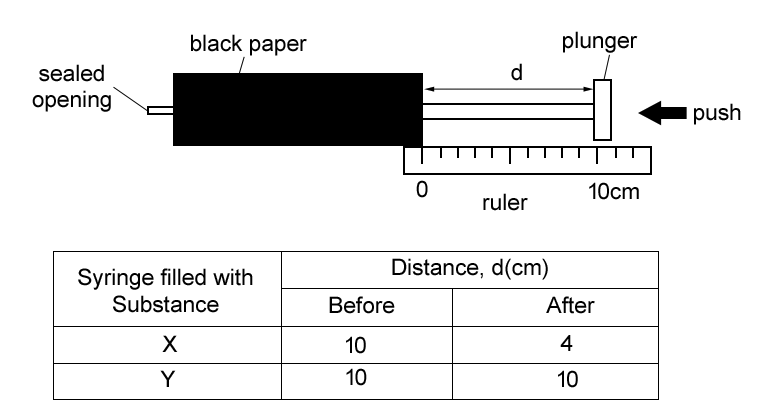 black paper
plunger
sealed
opening
d
push
0
10cm
ruler
Syringe filled with
Substance
Distance, d(cm)
Before
After
X
10
4
Y
10
10